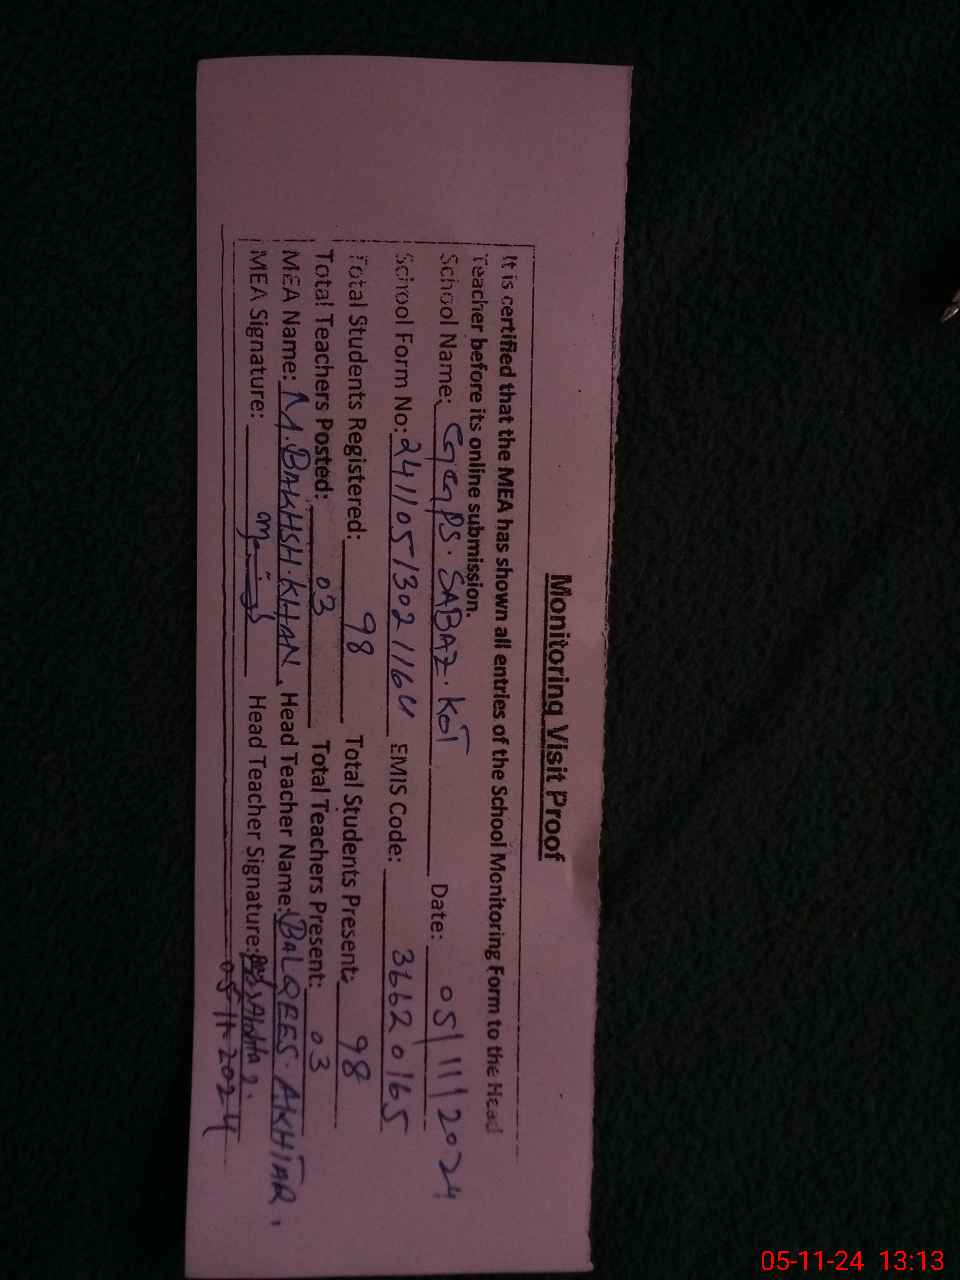 Monitoring Visit Proof
It is certified that the MEA has shown all entries of the School Monitoring Form to the Head
Teacher before its online submission.
School Name: GGPS. SABAZ. KOT Date: 05/11/2024
School Form No: 241105130211 EMIS Code: 36620165
Total Students Registered: 98 Total Students Present: 98
Total Teachers Posted: 03 Total Teachers Present: 03
MEA Name: M. BAKHSH. KHAN. Head Teacher Name: BALQEES. AKHTAR.
MEA Signature: Head Teacher Signature:
05-11-2024
05-11-24 13:13